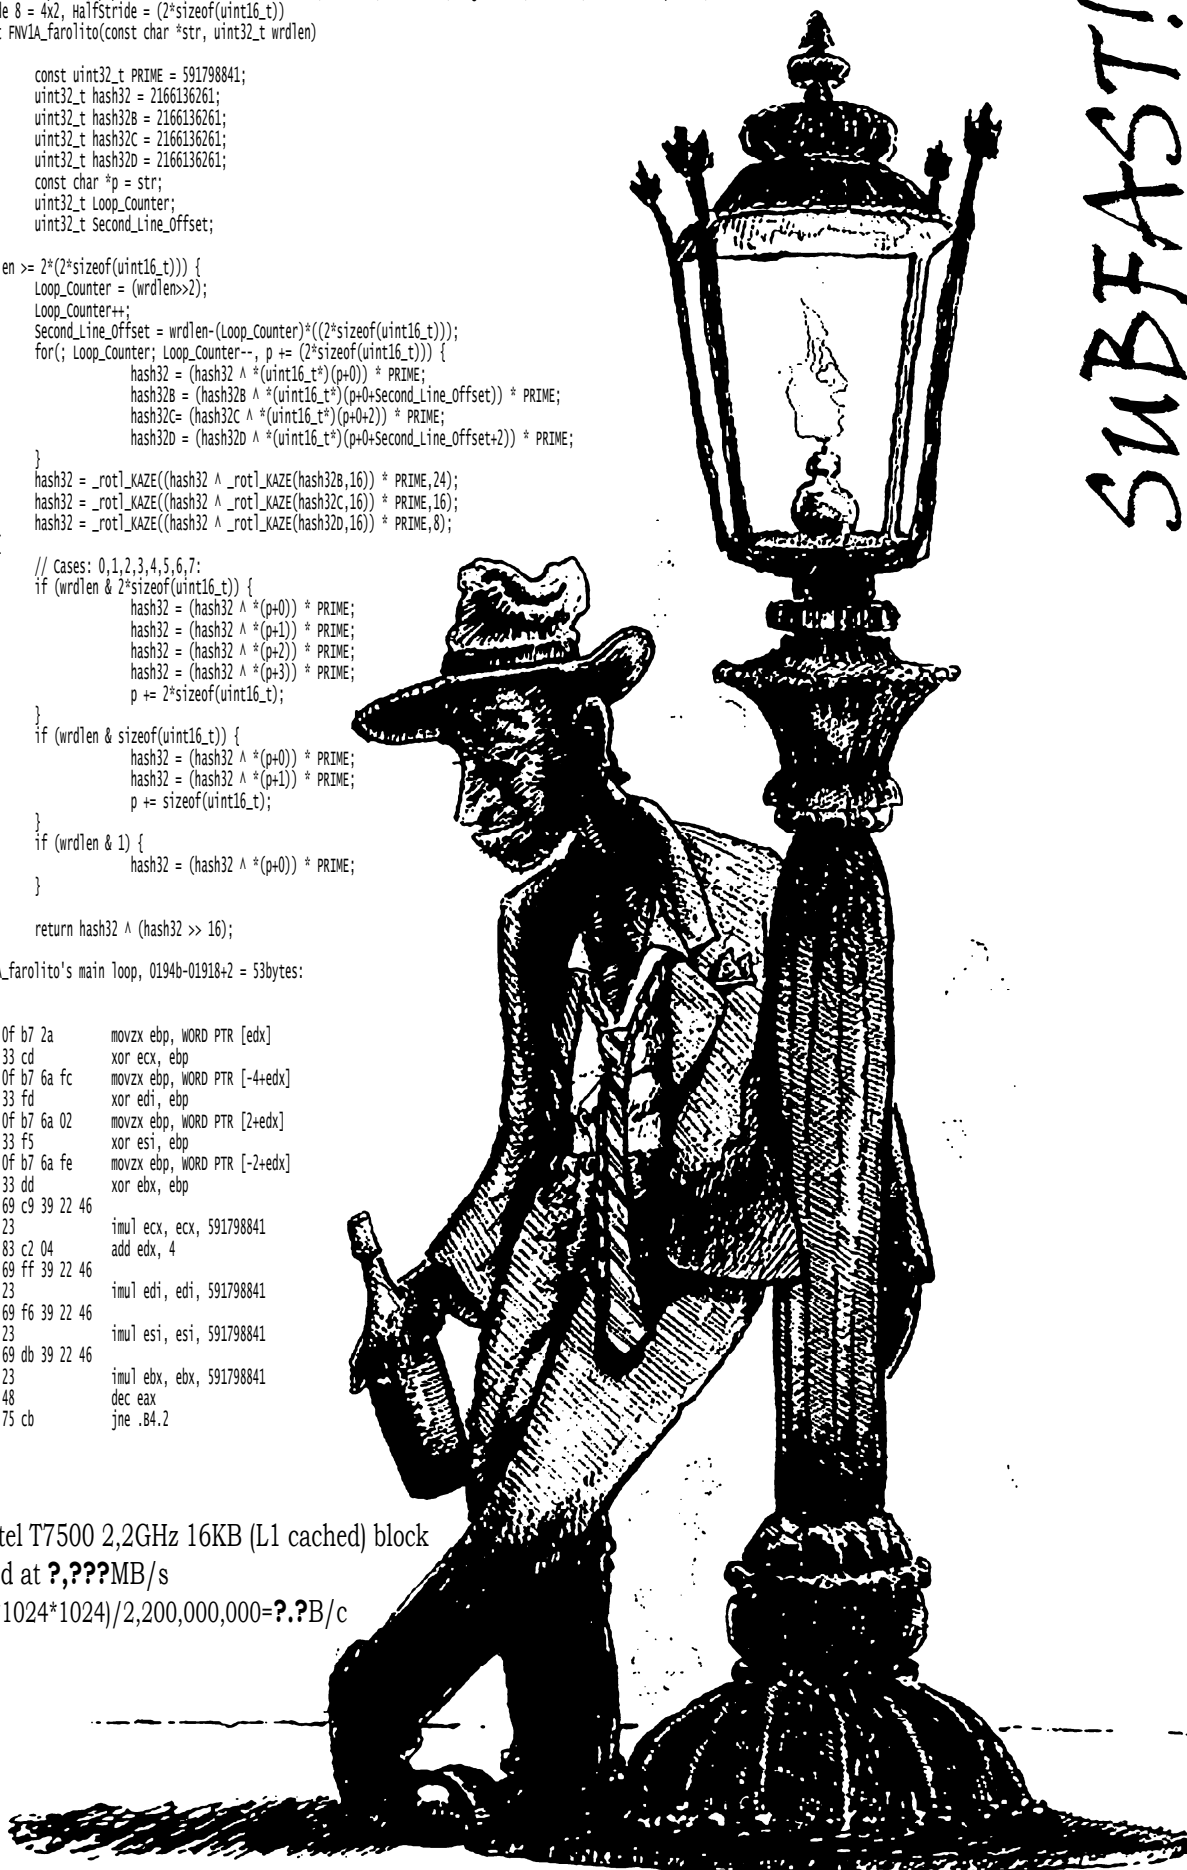 de 8 = 4x2, HalfStride = (2*sizeof(uint16_t))
t FNV1A_farolito(const char *str, uint32_t wrdlen)
const uint32_t PRIME = 591798841;
uint32_t hash32 = 2166136261;
uint32_t hash32B = 2166136261;
uint32_t hash32C = 2166136261;
uint32_t hash32D = 2166136261;
const char *p = str;
uint32_t Loop_Counter;
uint32_t Second_Line_Offset;
en >= 2*(2*sizeof(uint16_t))) {
Loop_Counter = (wrdlen>>2);
Loop_Counter++;
Second_Line_Offset = wrdlen-(Loop_Counter)*((2*sizeof(uint16_t)));
for(; Loop_Counter; Loop_Counter--, p += (2*sizeof(uint16_t))) {
hash32 = (hash32 ^ *(uint16_t*)(p+0)) * PRIME;
hash32B = (hash32B ^ *(uint16_t*)(p+0+Second_Line_Offset)) * PRIME;
hash32C= (hash32C ^ *(uint16_t*)(p+0+2)) * PRIME;
hash32D = (hash32D ^ *(uint16_t*)(p+0+Second_Line_Offset+2)) * PRIME;
}
hash32 = _rotl_KAZE((hash32 ^ _rotl_KAZE(hash32B,16)) * PRIME,24);
hash32 = _rotl_KAZE((hash32 ^ _rotl_KAZE(hash32C,16)) * PRIME,16);
hash32 = _rotl_KAZE((hash32 ^ _rotl_KAZE(hash32D,16)) * PRIME,8);
// Cases: 0,1,2,3,4,5,6,7:
if (wrdlen & 2*sizeof(uint16_t)) {
hash32 = (hash32 ^ *(p+0)) * PRIME;
hash32 = (hash32 ^ *(p+1)) * PRIME;
hash32 = (hash32 ^ *(p+2)) * PRIME;
hash32 = (hash32 ^ *(p+3)) * PRIME;
p += 2*sizeof(uint16_t);
}
if (wrdlen & sizeof(uint16_t)) {
hash32 = (hash32 ^ *(p+0)) * PRIME;
hash32 = (hash32 ^ *(p+1)) * PRIME;
p += sizeof(uint16_t);
}
if (wrdlen & 1) {
hash32 = (hash32 ^ *(p+0)) * PRIME;
}
return hash32 ^ (hash32 >> 16);
A_farolito's main loop, 0194b-01918+2 = 53bytes:
0f b7 2a movzx ebp, WORD PTR [edx]
33 cd xor ecx, ebp
0f b7 6a fc movzx ebp, WORD PTR [-4+edx]
33 fd xor edi, ebp
0f b7 6a 02 movzx ebp, WORD PTR [2+edx]
33 f5 xor esi, ebp
0f b7 6a fe movzx ebp, WORD PTR [-2+edx]
33 dd xor ebx, ebp
69 c9 39 22 46
23 imul ecx, ecx, 591798841
83 c2 04 add edx, 4
69 ff 39 22 46
23 imul edi, edi, 591798841
69 f6 39 22 46
23 imul esi, esi, 591798841
69 db 39 22 46
23 imul ebx, ebx, 591798841
48 dec eax
75 cb jne .B4.2
tel T7500 2,2GHz 16KB (L1 cached) block
d at ?,???MB/s
1024*1024)/2,200,000,000=?.?B/c
SUBFAST!